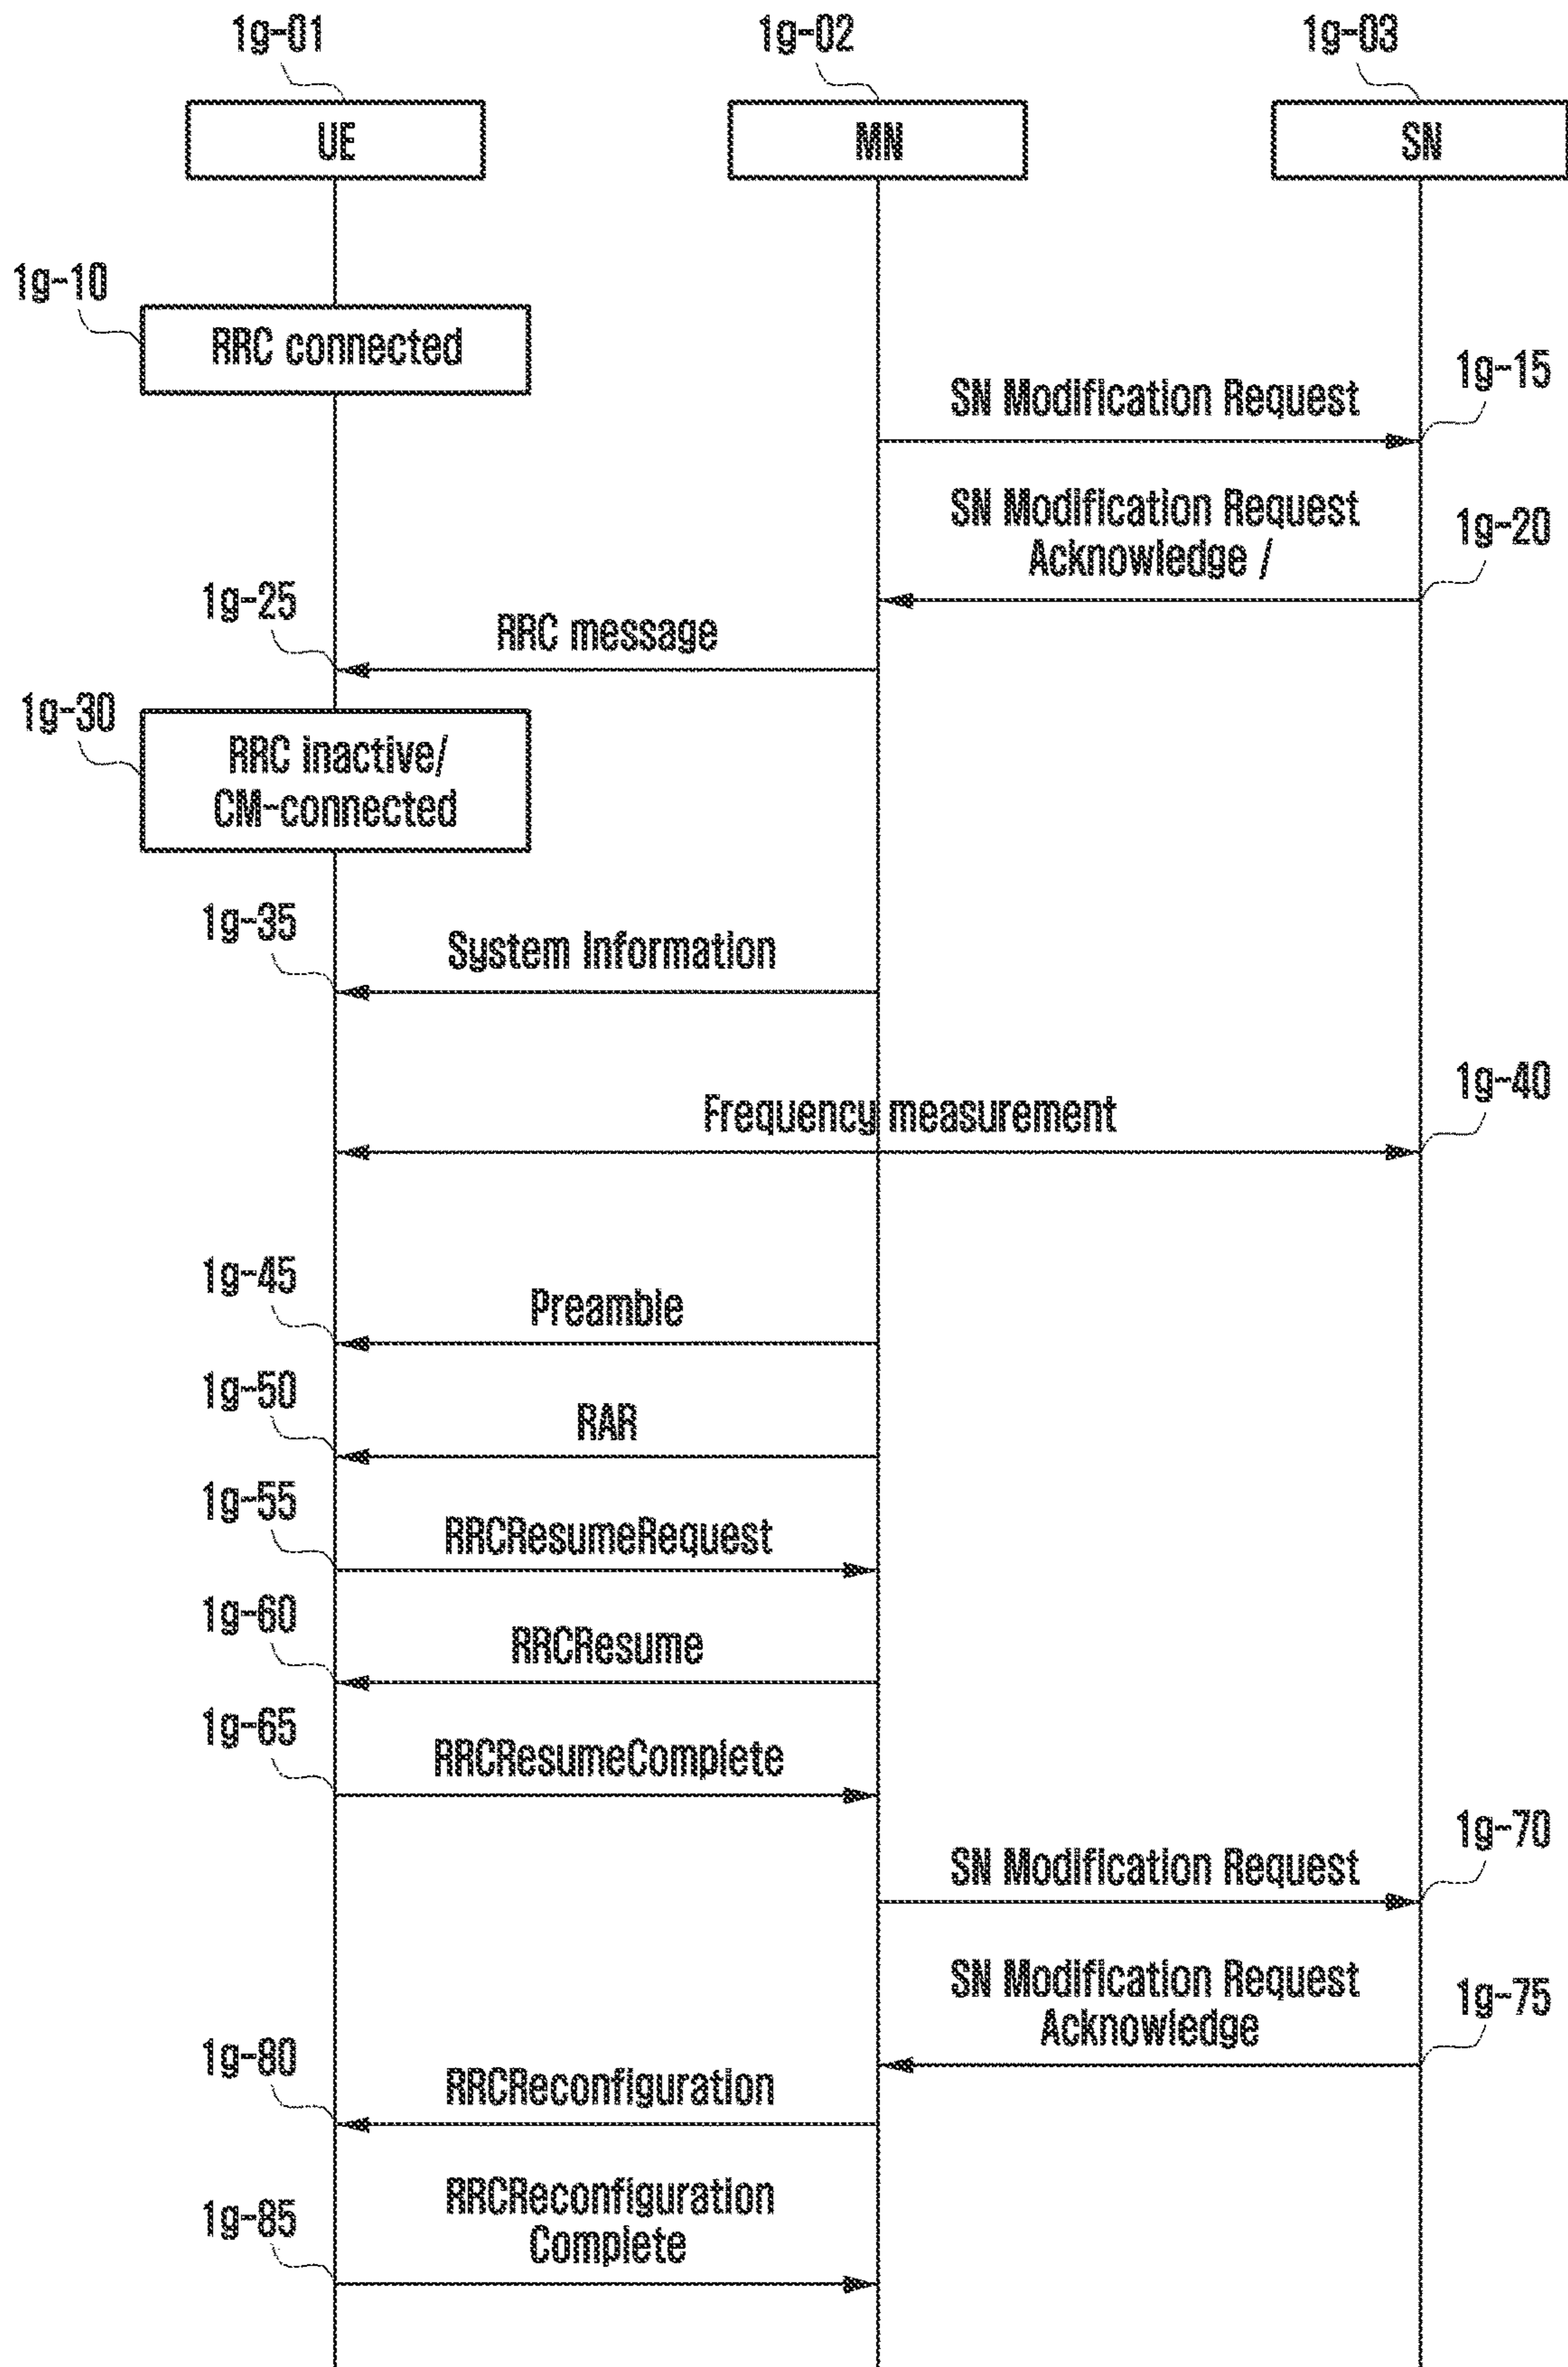 1g-01
1g-02
1g-03
UE
MN
SN
1g-10
RRC connected
SN Modification Request
1g-15
SN Modification Request
Acknowledge /
1g-20
1g-25
RRC message
1g-30
RRC inactive/
CM-connected
1g-35
System Information
Frequency measurement
1g-40
1g-45
Preamble
1g-50
RAR
1g-55
RRCResumeRequest
1g-60
RRCResume
1g-65
RRCResumeComplete
SN Modification Request
1g-70
SN Modification Request
Acknowledge
1g-75
1g-80
RRCReconfiguration
1g-85
RRCReconfiguration
Complete